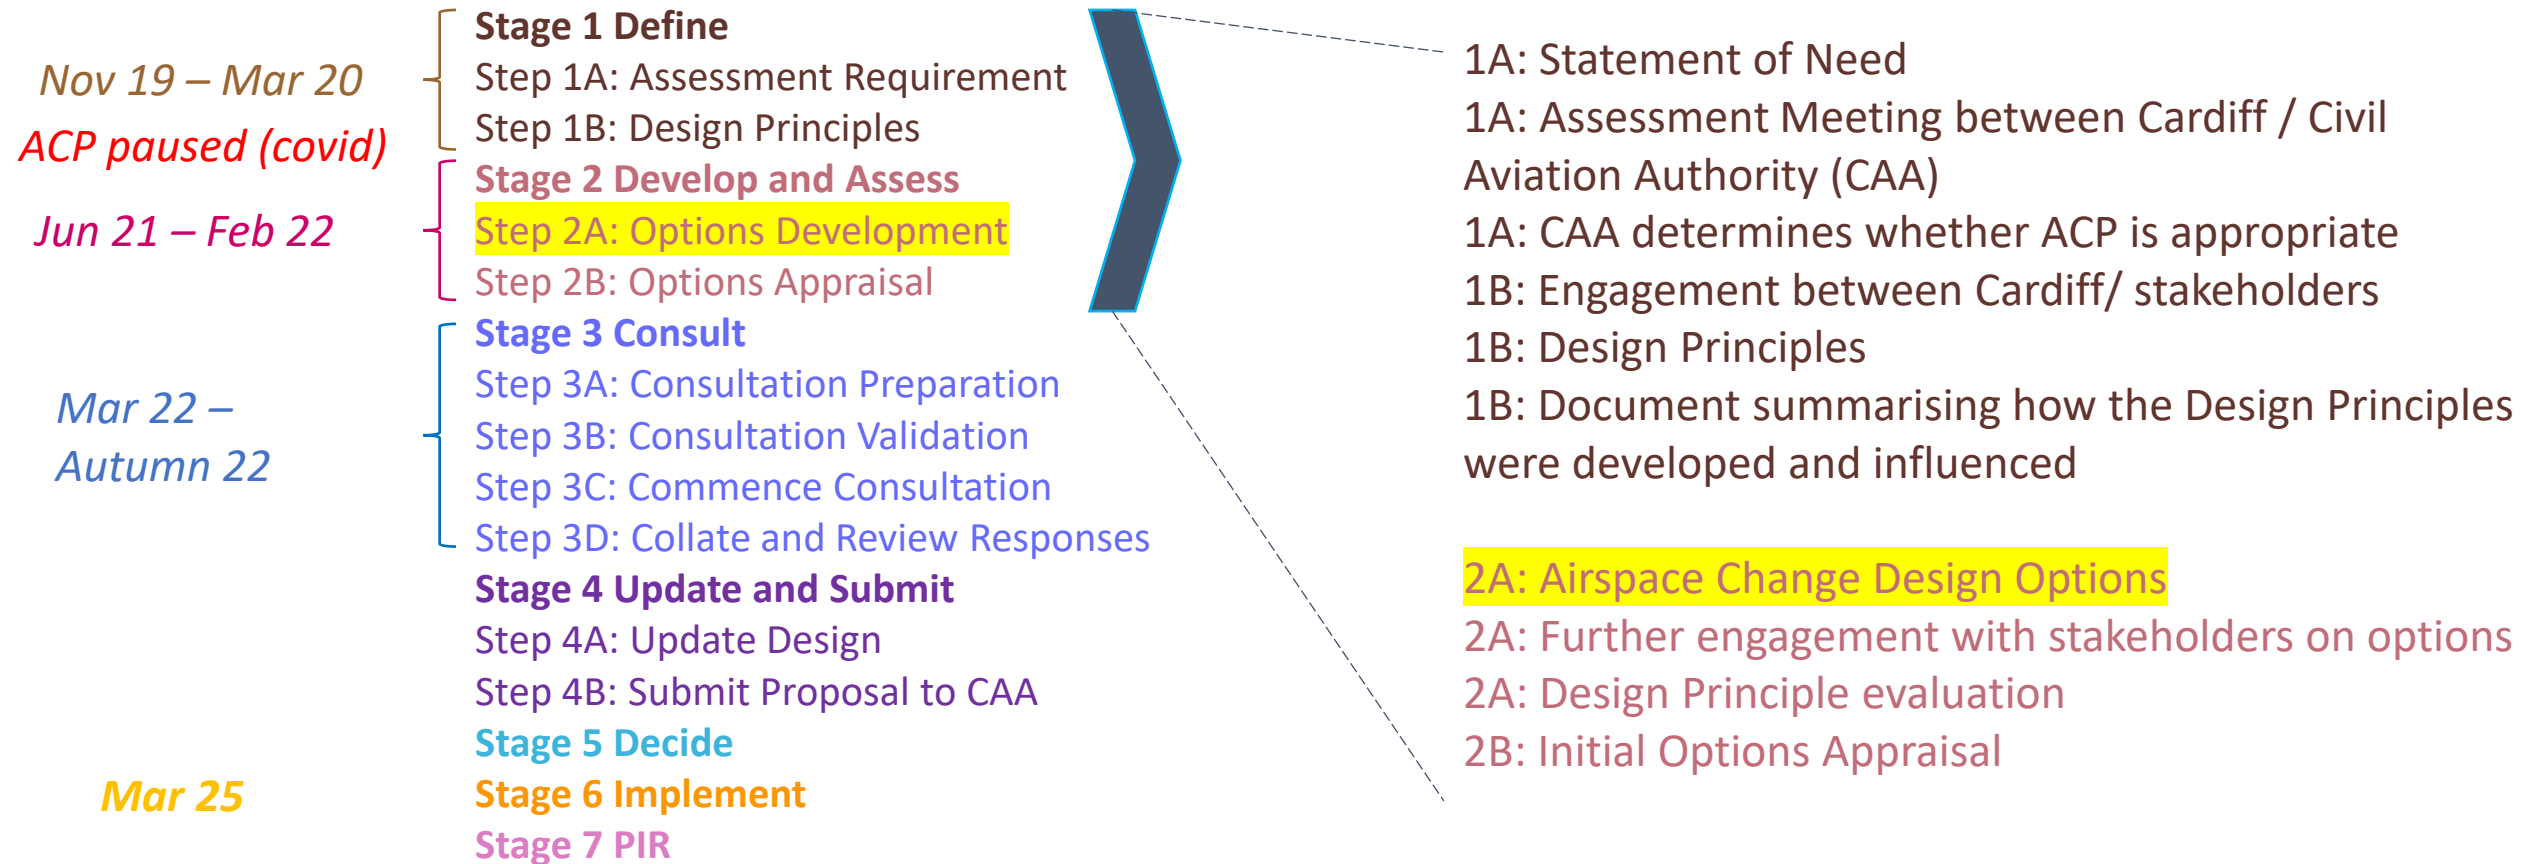 Nov 19 – Mar 20
ACP paused (covid)
Jun 21 – Feb 22
Mar 22 –
Autumn 22
Mar 25
Stage 1 Define
Step 1A: Assessment Requirement
Step 1B: Design Principles
Stage 2 Develop and Assess
Step 2A: Options Development
Step 2B: Options Appraisal
Stage 3 Consult
Step 3A: Consultation Preparation
Step 3B: Consultation Validation
Step 3C: Commence Consultation
Step 3D: Collate and Review Responses
Stage 4 Update and Submit
Step 4A: Update Design
Step 4B: Submit Proposal to CAA
Stage 5 Decide
Stage 6 Implement
Stage 7 PIR
1A: Statement of Need
1A: Assessment Meeting between Cardiff / Civil
Aviation Authority (CAA)
1A: CAA determines whether ACP is appropriate
1B: Engagement between Cardiff/ stakeholders
1B: Design Principles
1B: Document summarising how the Design Principles
were developed and influenced
2A: Airspace Change Design Options
2A: Further engagement with stakeholders on options
2A: Design Principle evaluation
2B: Initial Options Appraisal